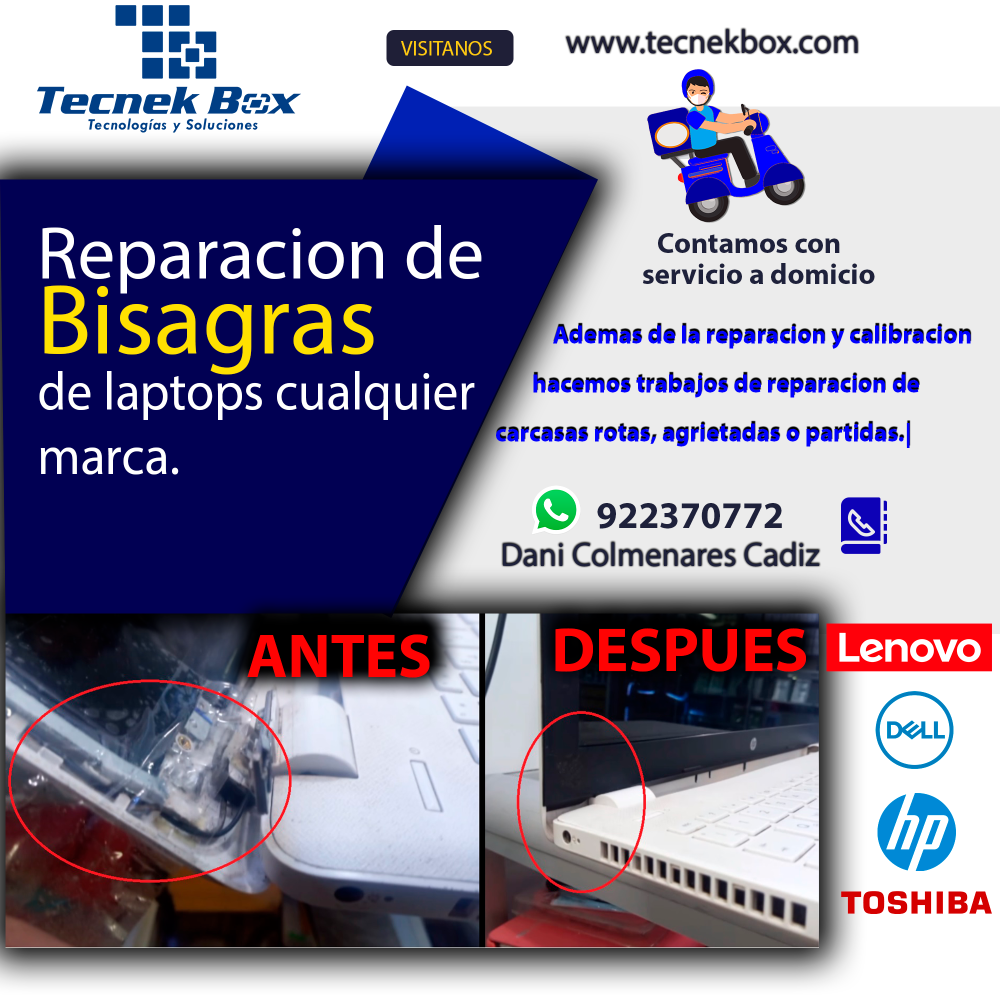 Tecnek Box
Tecnologías y Soluciones
VISITANOS
www.tecnekbox.com
Reparacion de
Bisagras
de laptops cualquier
marca.
Contamos con
servicio a domicio
Ademas de la reparacion y calibracion
hacemos trabajos de reparacion de
carcasas rotas, agrietadas o partidas.|
922370772
Dani Colmenares Cadiz
ANTES
DESPUES
Lenovo
DELL
hp
TOSHIBA